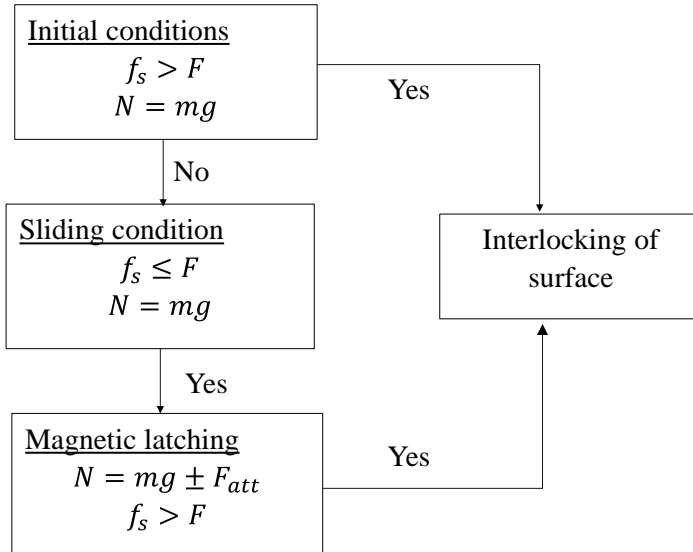 Initial conditions
f_s > F
N = mg
Yes
No
Sliding condition
f_s ≤ F
N = mg
Interlocking of
surface
Yes
Magnetic latching
N = mg ± F_att
f_s > F
Yes